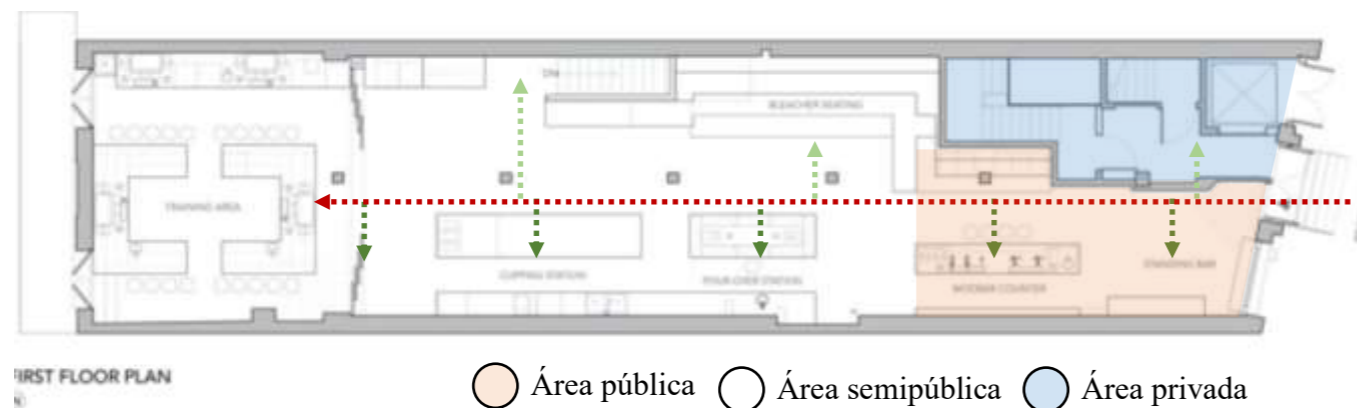 DN
BLEACHER SEATING
TRAINING AREA
CUPPING STATION
POUR-OVER STATION
MODBAR COUNTER
STANDING BAR
FIRST FLOOR PLAN
Área pública
Área semipública
Área privada